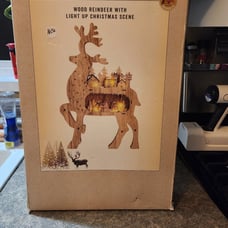 WOOD REINDEER WITH
LIGHT UP CHRISTMAS SCENE